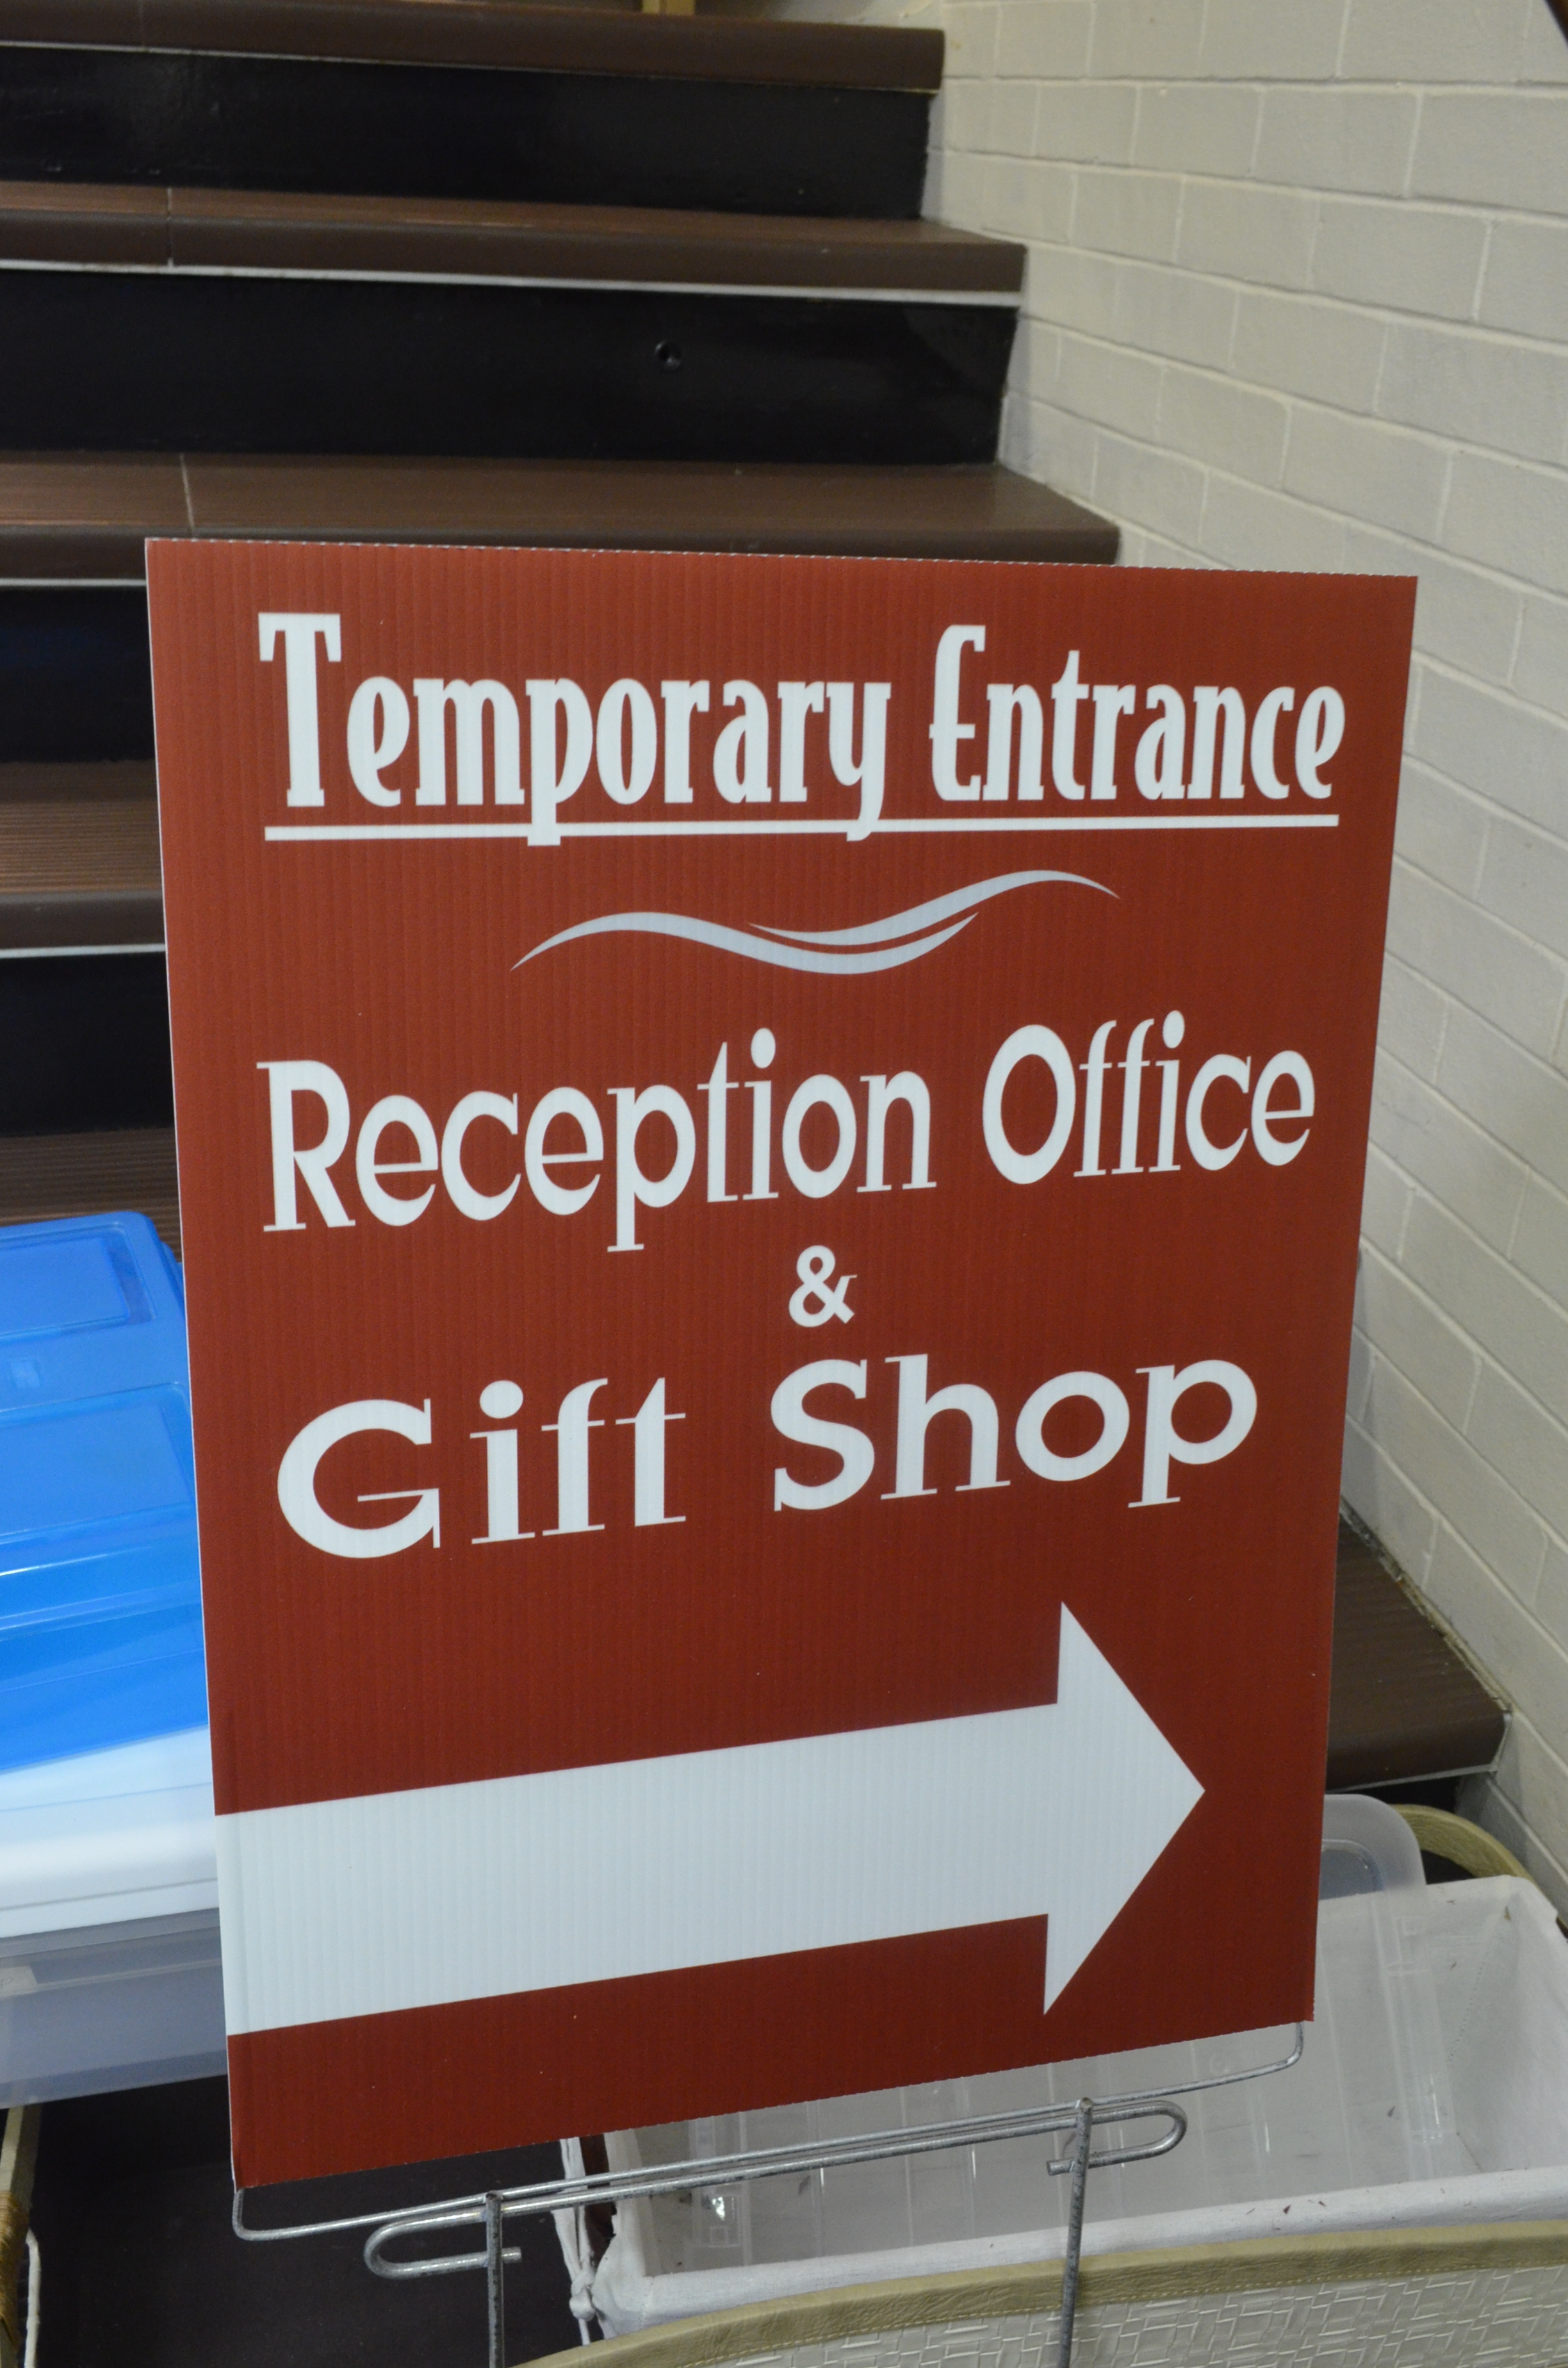 Temporary Entrance
Reception Office
&
Gift Shop